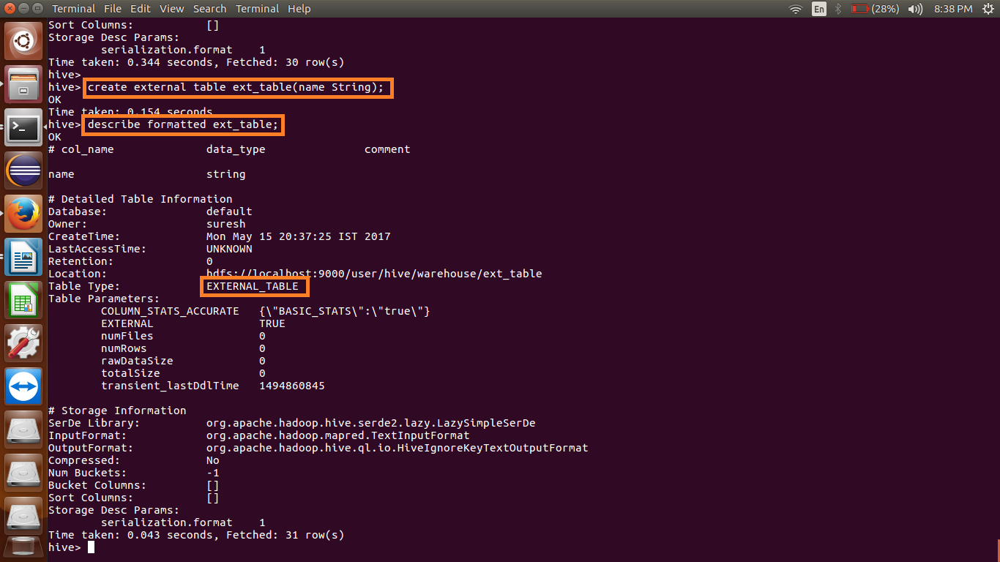 Terminal Terminal File Edit View Search Terminal Help En (28%) 8:38 PM
Sort Columns: []
Storage Desc Params:
serialization.format 1
Time taken: 0.344 seconds, Fetched: 30 row(s)
hive>
hive> create external table ext_table(name String);
OK
Time taken: 0.154 seconds
hive> describe formatted ext_table;
OK
# col_name data_type comment
name string
# Detailed Table Information
Database: default
Owner: suresh
CreateTime: Mon May 15 20:37:25 IST 2017
LastAccessTime: UNKNOWN
Retention: 0
Location: hdfs://localhost:9000/user/hive/warehouse/ext_table
Table Type: EXTERNAL_TABLE
Table Parameters:
COLUMN_STATS_ACCURATE {\"BASIC_STATS\":\"true\"}
EXTERNAL TRUE
numFiles 0
numRows 0
rawDataSize 0
totalSize 0
transient_lastDdlTime 1494860845
# Storage Information
SerDe Library: org.apache.hadoop.hive.serde2.lazy.LazySimpleSerDe
InputFormat: org.apache.hadoop.mapred.TextInputFormat
OutputFormat: org.apache.hadoop.hive.ql.io.HiveIgnoreKeyTextOutputFormat
Compressed: No
Num Buckets: -1
Bucket Columns: []
Sort Columns: []
Storage Desc Params:
serialization.format 1
Time taken: 0.043 seconds, Fetched: 31 row(s)
hive>